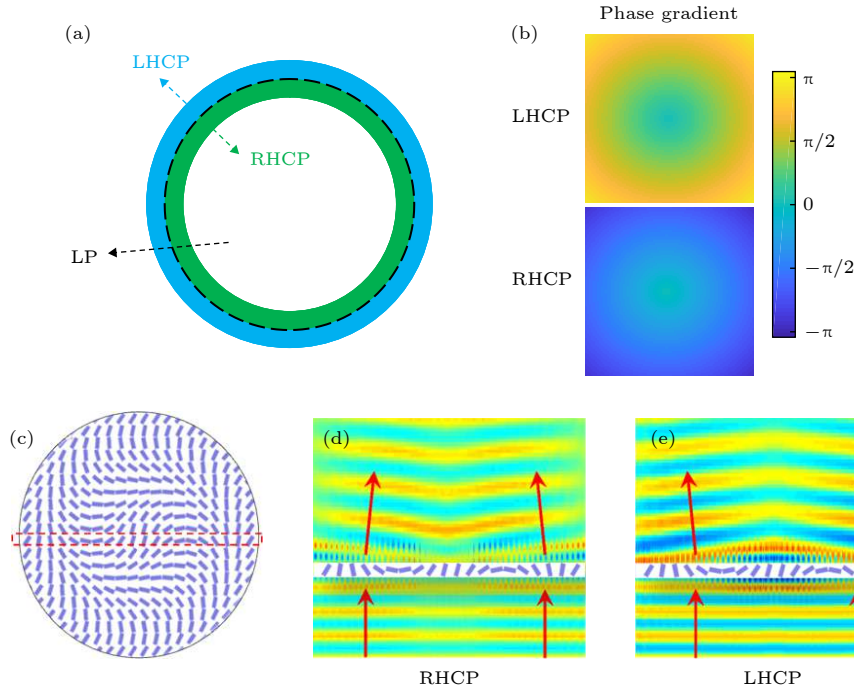 (a)
LHCP
RHCP
LP
(b)
Phase gradient
LHCP
RHCP
π
π/2
0
−π/2
−π
(c)
(d)
RHCP
(e)
LHCP